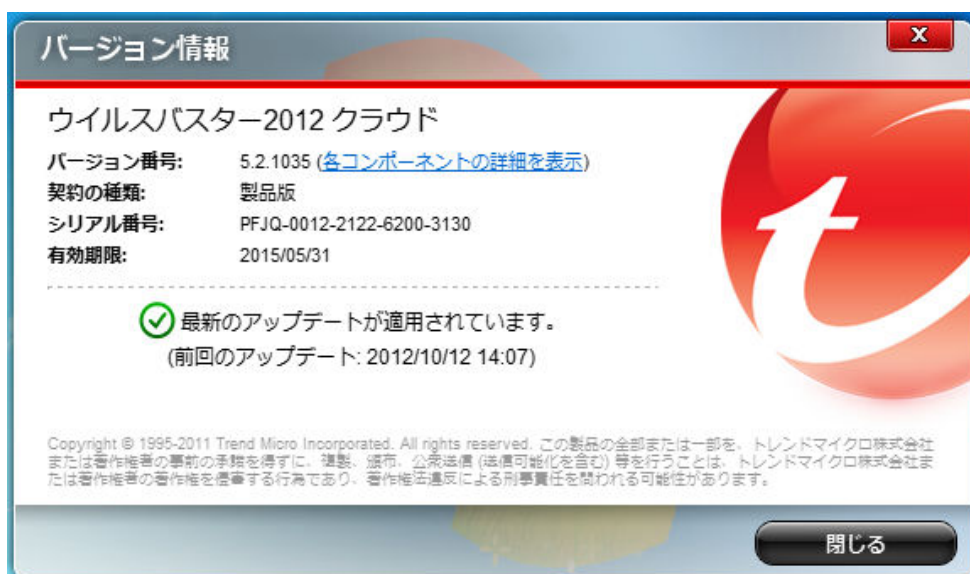 バージョン情報
x
ウイルスバスター2012 クラウド
バージョン番号: 5.2.1035 (各コンポーネントの詳細を表示)
契約の種類: 製品版
シリアル番号: PFJQ-0012-2122-6200-3130
有効期限: 2015/05/31
最新のアップデートが適用されています。
(前回のアップデート: 2012/10/12 14:07)
Copyright © 1995-2011 Trend Micro Incorporated. All rights reserved. この製品の全部または一部を、トレンドマイクロ株式会社
または著作権者の事前の承諾を得ずに、複製、頒布、公衆送信 (送信可能化を含む) 等を行うことは、トレンドマイクロ株式会社ま
たは著作権者の著作権を侵害する行為であり、著作権法違反による刑事責任を問われる可能性があります。
閉じる